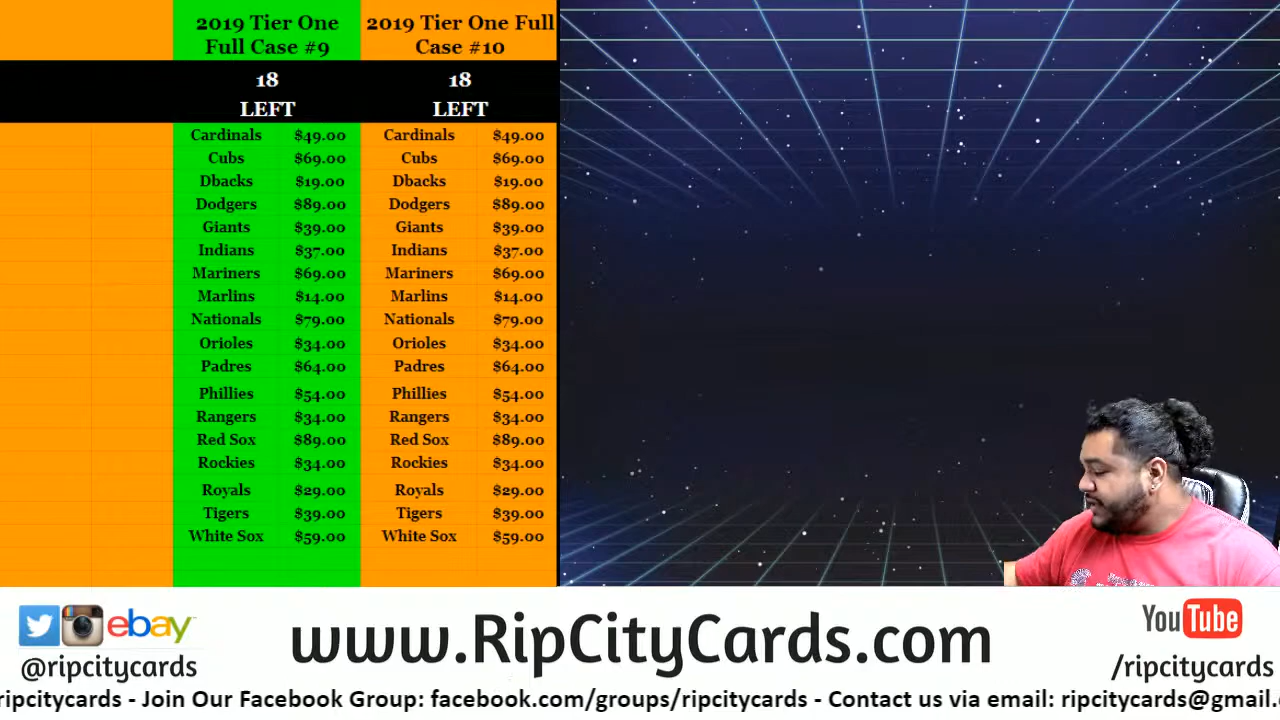 2019 Tier One
Full Case #9
18
LEFT
Cardinals $49.00
Cubs $69.00
Dbacks $19.00
Dodgers $89.00
Giants $39.00
Indians $37.00
Mariners $69.00
Marlins $14.00
Nationals $79.00
Orioles $34.00
Padres $64.00
Phillies $54.00
Rangers $34.00
Red Sox $89.00
Rockies $34.00
Royals $29.00
Tigers $39.00
White Sox $59.00
2019 Tier One Full
Case #10
18
LEFT
Cardinals $49.00
Cubs $69.00
Dbacks $19.00
Dodgers $89.00
Giants $39.00
Indians $37.00
Mariners $69.00
Marlins $14.00
Nationals $79.00
Orioles $34.00
Padres $64.00
Phillies $54.00
Rangers $34.00
Red Sox $89.00
Rockies $34.00
Royals $29.00
Tigers $39.00
White Sox $59.00
ebay
@ripcitycards
www.RipCityCards.com
YouTube
/ripcitycards
ripcitycards - Join Our Facebook Group: facebook.com/groups/ripcitycards - Contact us via email: ripcitycards@gmail.